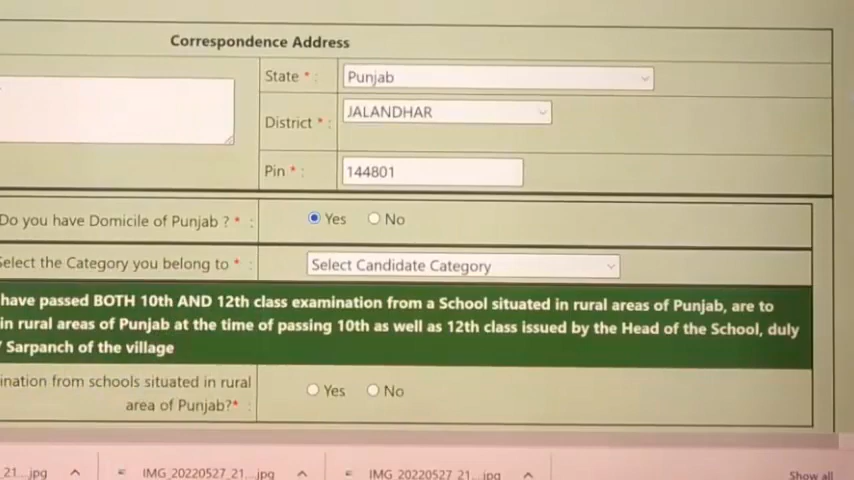 Correspondence Address
State * :
Punjab
District * :
JALANDHAR
Pin * :
144801
Do you have Domicile of Punjab ? * :
Yes
No
Select the Category you belong to * :
Select Candidate Category
have passed BOTH 10th AND 12th class examination from a School situated in rural areas of Punjab, are to
in rural areas of Punjab at the time of passing 10th as well as 12th class issued by the Head of the School, duly
Sarpanch of the village
ination from schools situated in rural
area of Punjab?* :
Yes
No
21...jpg
IMG_20220527_21...jpg
IMG_20220527_21...jpg
Show all